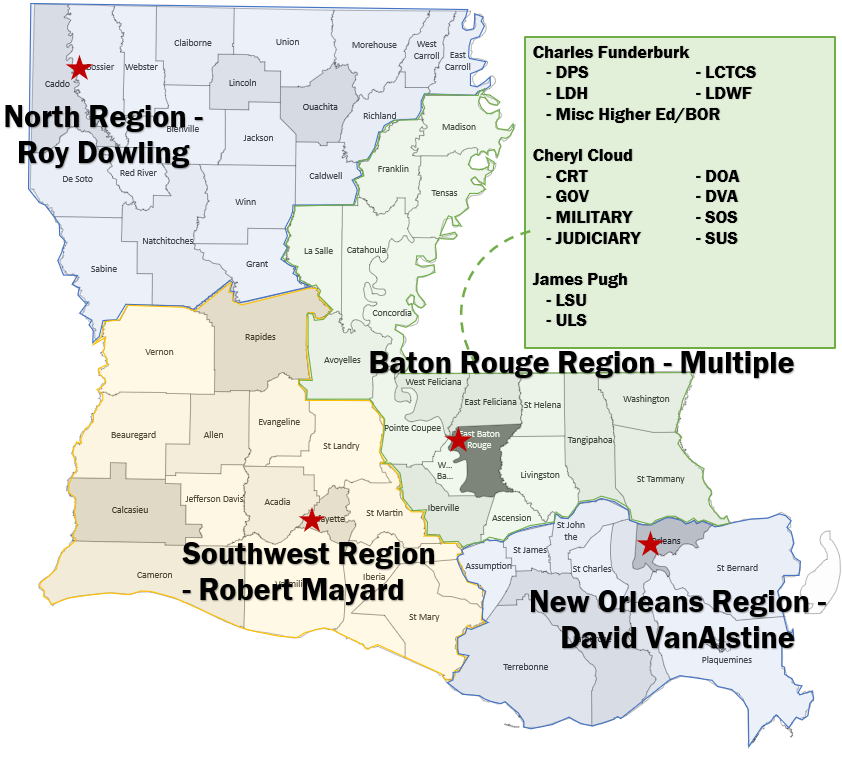 Claiborne
Union
Morehouse
West
Carroll
East
Carroll
Bossier
Webster
Caddo
Lincoln
Ouachita
Richland
North Region -
Roy Dowling
Bienville
Jackson
Madison
De Soto
Red River
Caldwell
Franklin
Tensas
Winn
Natchitoches
Sabine
Grant
La Salle
Catahoula
Concordia
Charles Funderburk
- DPS - LCTCS
- LDH - LDWF
- Misc Higher Ed/BOR
Cheryl Cloud
- CRT - DOA
- GOV - DVA
- MILITARY - SOS
- JUDICIARY - SUS
James Pugh
- LSU
- ULS
Vernon
Rapides
Avoyelles
Baton Rouge Region - Multiple
West Feliciana
East Feliciana
St Helena
Washington
Beauregard
Allen
Evangeline
St Landry
Pointe Coupee
East Baton
Rouge
Tangipahoa
W...
Ba...
Livingston
St Tammany
Calcasieu
Jefferson Davis
Acadia
Lafayette
St Martin
Iberville
Ascension
St John
the
Orleans
Southwest Region
- Robert Mayard
Cameron
Vermilion
Iberia
St Mary
Assumption
St James
St Charles
St Bernard
New Orleans Region -
David VanAlstine
Terrebonne
Plaquemines